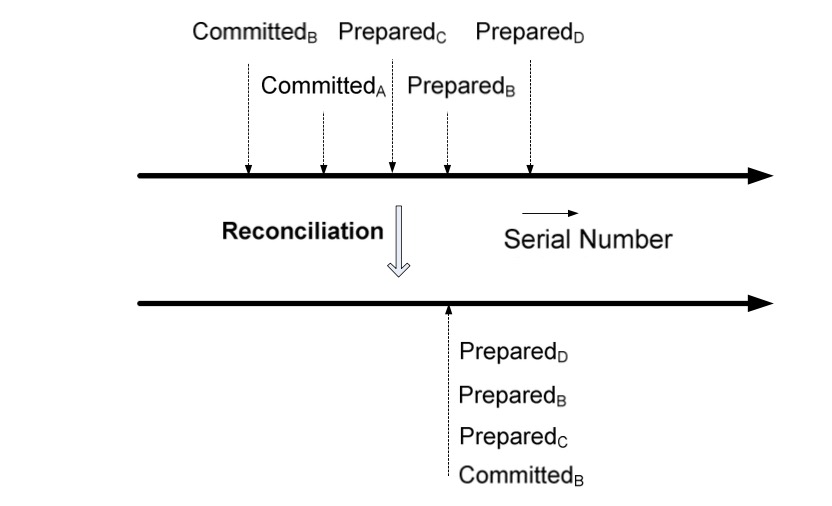 Committed_B Prepared_C Prepared_D
Committed_A Prepared_B
Reconciliation
Serial Number
Prepared_D
Prepared_B
Prepared_C
Committed_B